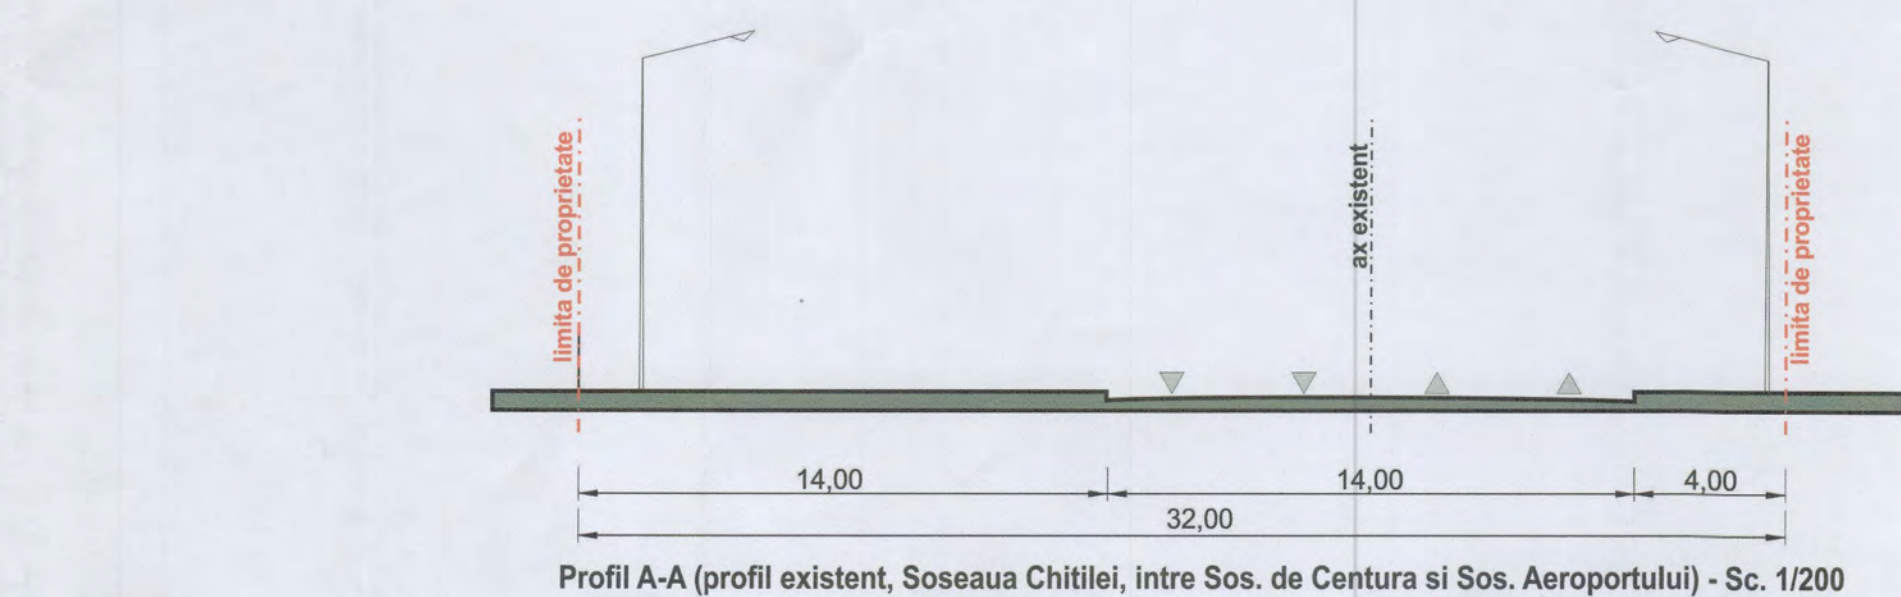 limita de proprietate
ax existent
limita de proprietate
14,00
14,00
4,00
32,00
Profil A-A (profil existent, Soseaua Chitilei, intre Sos. de Centura si Sos. Aeroportului) - Sc. 1/200